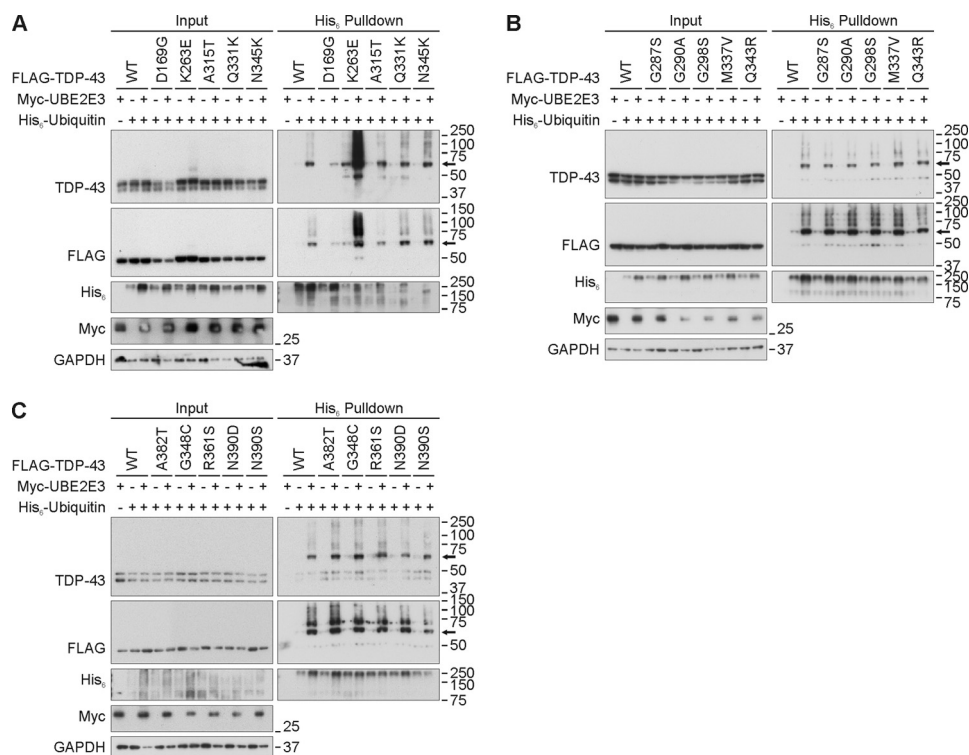 A
Input
His6 Pulldown
FLAG-TDP-43
WT
D169G
K263E
A315T
Q331K
N345K
WT
D169G
K263E
A315T
Q331K
N345K
Myc-UBE2E3
+ - + - + - + - + - + - +
+ - + - + - + - + - + - +
His6-Ubiquitin
- + + + + + + + + + + + +
- + + + + + + + + + + + +
TDP-43
-250
-100
-75
-50
-37
FLAG
-150
-100
-75
-50
His6
-250
-150
-75
Myc
-25
GAPDH
-37
B
Input
His6 Pulldown
FLAG-TDP-43
WT
G287S
G290A
G298S
M337V
Q343R
WT
G287S
G290A
G298S
M337V
Q343R
Myc-UBE2E3
+ - + - + - + - + - + - +
+ - + - + - + - + - + - +
His6-Ubiquitin
- + + + + + + + + + + + +
- + + + + + + + + + + + +
TDP-43
-250
-100
-75
-50
-37
FLAG
-250
-150
-100
-75
-50
-37
His6
-250
-150
-75
Myc
-25
GAPDH
-37
C
Input
His6 Pulldown
FLAG-TDP-43
WT
A382T
G348C
R361S
N390D
N390S
WT
A382T
G348C
R361S
N390D
N390S
Myc-UBE2E3
+ - + - + - + - + - + - +
+ - + - + - + - + - + - +
His6-Ubiquitin
- + + + + + + + + + + + +
- + + + + + + + + + + + +
TDP-43
-250
-100
-75
-50
-37
FLAG
-150
-100
-75
-50
His6
-250
-150
-75
Myc
-25
GAPDH
-37